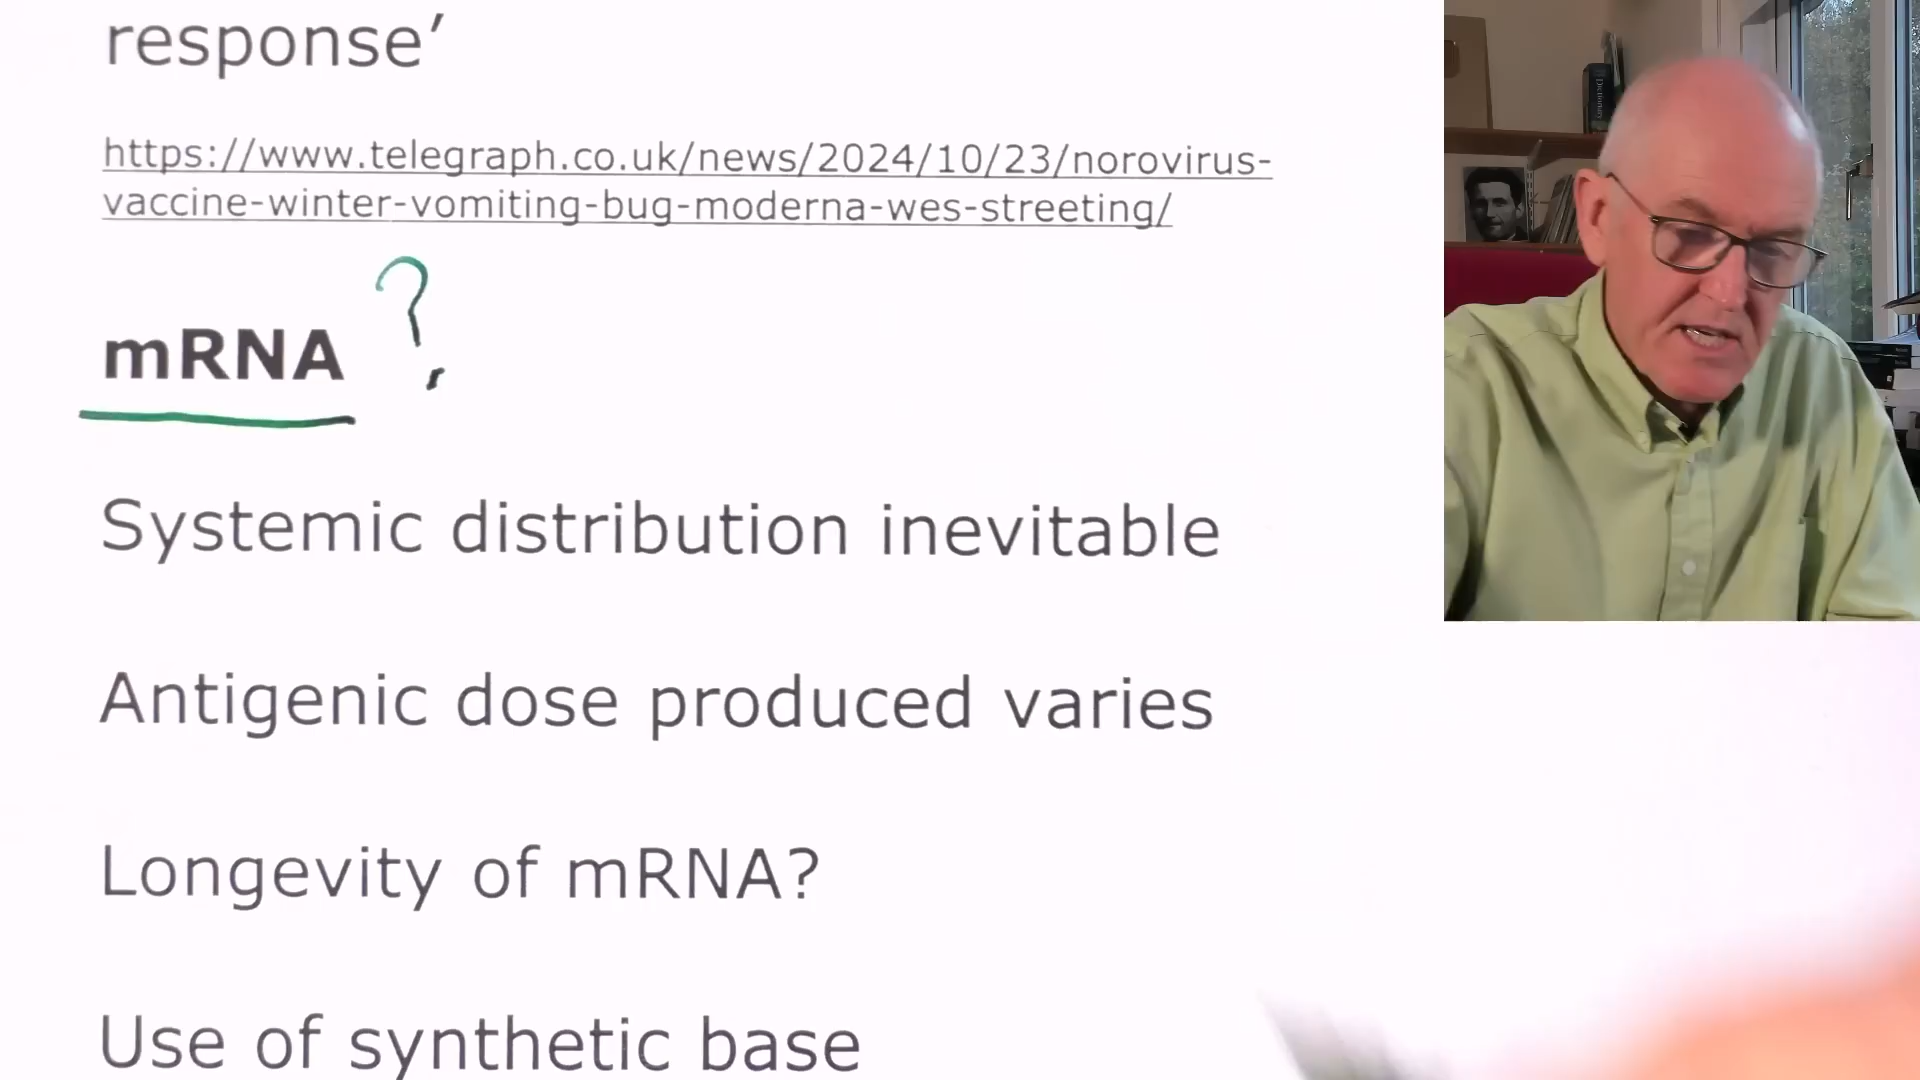 response’
https://www.telegraph.co.uk/news/2024/10/23/norovirus-
vaccine-winter-vomiting-bug-moderna-wes-streeting/
mRNA ?
Systemic distribution inevitable
Antigenic dose produced varies
Longevity of mRNA?
Use of synthetic base
Dictionary